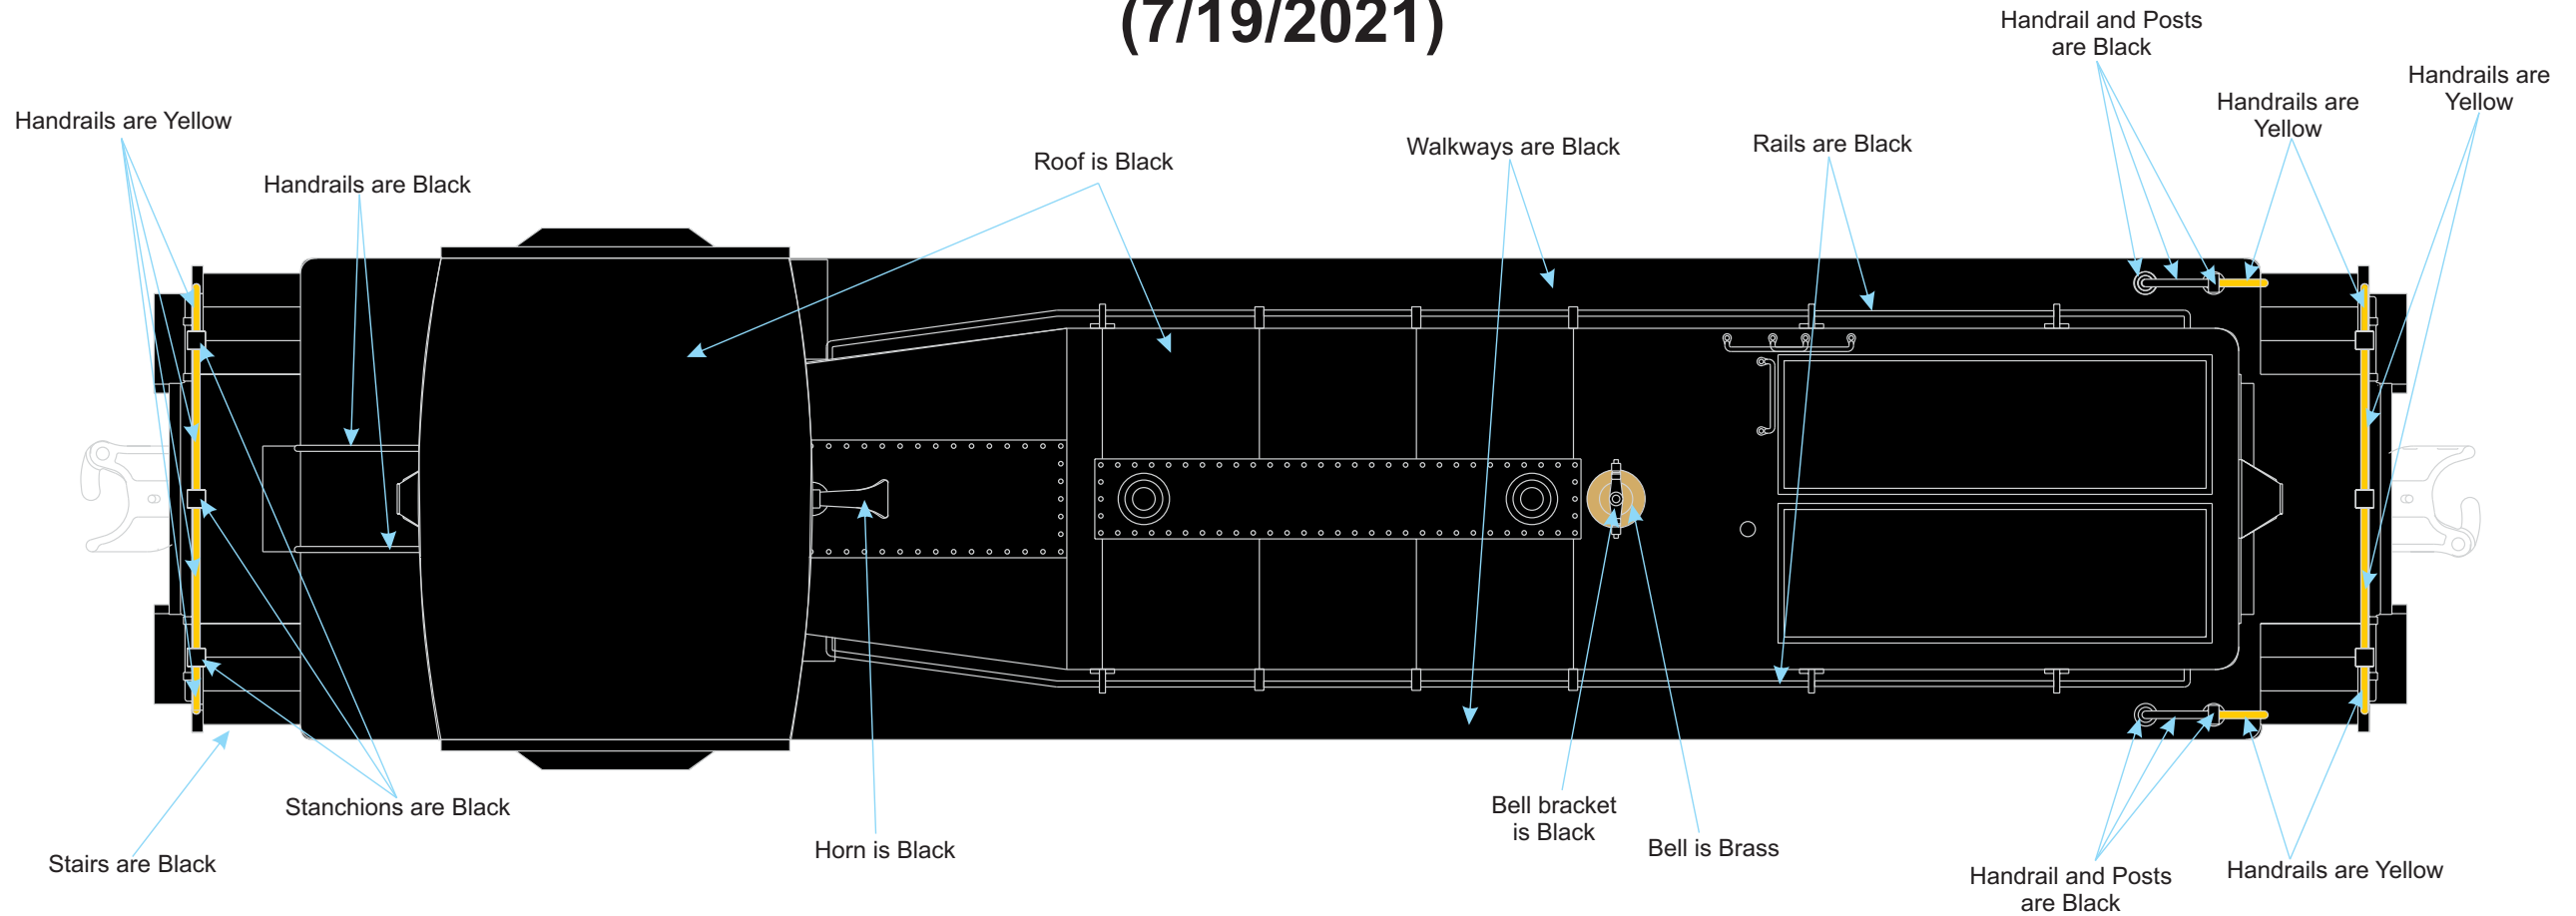 (7/19/2021)
Handrail and Posts
are Black
Handrails are
Yellow
Handrails are
Yellow
Handrails are Yellow
Walkways are Black
Rails are Black
Roof is Black
Handrails are Black
Stanchions are Black
Bell bracket
is Black
Bell is Brass
Horn is Black
Stairs are Black
Handrail and Posts
are Black
Handrails are Yellow